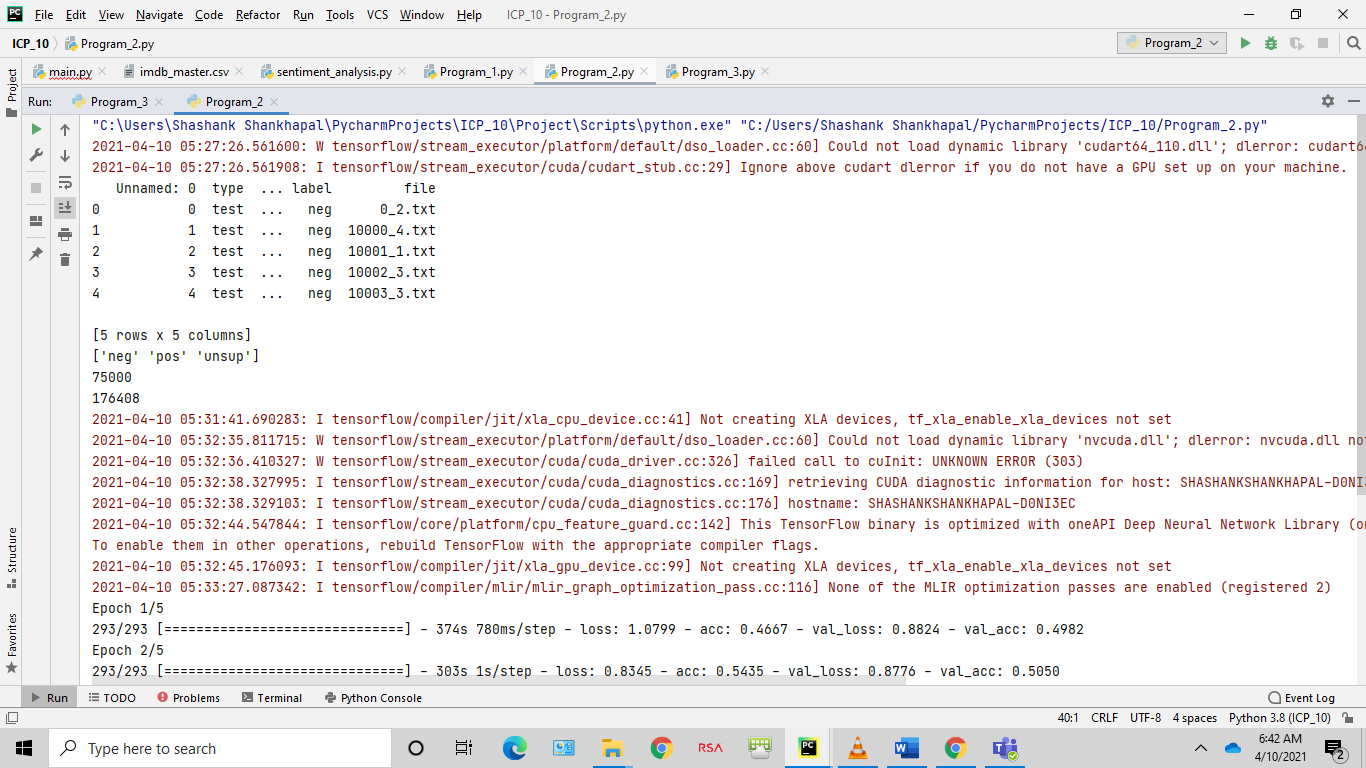 File Edit View Navigate Code Refactor Run Tools VCS Window Help ICP_10 - Program_2.py
ICP_10 Program_2.py Program_2
main.py imdb_master.csv sentiment_analysis.py Program_1.py Program_2.py Program_3.py
Project
Run: Program_3 Program_2
"C:\Users\Shashank Shankhapal\PycharmProjects\ICP_10\Project\Scripts\python.exe" "C:/Users/Shashank Shankhapal/PycharmProjects/ICP_10/Program_2.py"
2021-04-10 05:27:26.561600: W tensorflow/stream_executor/platform/default/dso_loader.cc:60] Could not load dynamic library 'cudart64_110.dll'; dlerror: cudart64
2021-04-10 05:27:26.561908: I tensorflow/stream_executor/cuda/cudart_stub.cc:29] Ignore above cudart dlerror if you do not have a GPU set up on your machine.
Unnamed: 0 type ... label file
0 0 test ... neg 0_2.txt
1 1 test ... neg 10000_4.txt
2 2 test ... neg 10001_1.txt
3 3 test ... neg 10002_3.txt
4 4 test ... neg 10003_3.txt
[5 rows x 5 columns]
['neg' 'pos' 'unsup']
75000
176408
2021-04-10 05:31:41.690283: I tensorflow/compiler/jit/xla_cpu_device.cc:41] Not creating XLA devices, tf_xla_enable_xla_devices not set
2021-04-10 05:32:35.811715: W tensorflow/stream_executor/platform/default/dso_loader.cc:60] Could not load dynamic library 'nvcuda.dll'; dlerror: nvcuda.dll no
2021-04-10 05:32:36.410327: W tensorflow/stream_executor/cuda/cuda_driver.cc:326] failed call to cuInit: UNKNOWN ERROR (303)
2021-04-10 05:32:38.327995: I tensorflow/stream_executor/cuda/cuda_diagnostics.cc:169] retrieving CUDA diagnostic information for host: SHASHANKSHANKHAPAL-D0NI3
2021-04-10 05:32:38.329103: I tensorflow/stream_executor/cuda/cuda_diagnostics.cc:176] hostname: SHASHANKSHANKHAPAL-D0NI3EC
2021-04-10 05:32:44.547844: I tensorflow/core/platform/cpu_feature_guard.cc:142] This TensorFlow binary is optimized with oneAPI Deep Neural Network Library (o
To enable them in other operations, rebuild TensorFlow with the appropriate compiler flags.
2021-04-10 05:32:45.176093: I tensorflow/compiler/jit/xla_gpu_device.cc:99] Not creating XLA devices, tf_xla_enable_xla_devices not set
2021-04-10 05:33:27.087342: I tensorflow/compiler/mlir/mlir_graph_optimization_pass.cc:116] None of the MLIR optimization passes are enabled (registered 2)
Epoch 1/5
293/293 [==============================] - 374s 780ms/step - loss: 1.0799 - acc: 0.4667 - val_loss: 0.8824 - val_acc: 0.4982
Epoch 2/5
293/293 [==============================] - 303s 1s/step - loss: 0.8345 - acc: 0.5435 - val_loss: 0.8776 - val_acc: 0.5050
Structure
Favorites
Run TODO Problems Terminal Python Console Event Log
40:1 CRLF UTF-8 4 spaces Python 3.8 (ICP_10)
Type here to search RSA 6:42 AM
4/10/2021 2